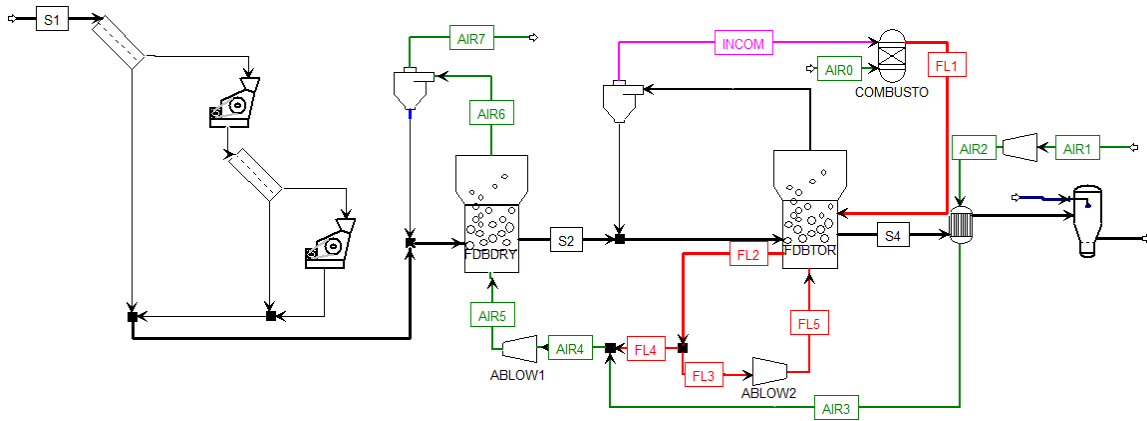 S1
AIR7
INCOM
AIR0
FL1
COMBUSTO
AIR6
AIR2
AIR1
S2
S4
FDBDRY
FDBTOR
FL2
AIR5
FL5
AIR4
FL4
ABLOW1
FL3
ABLOW2
AIR3